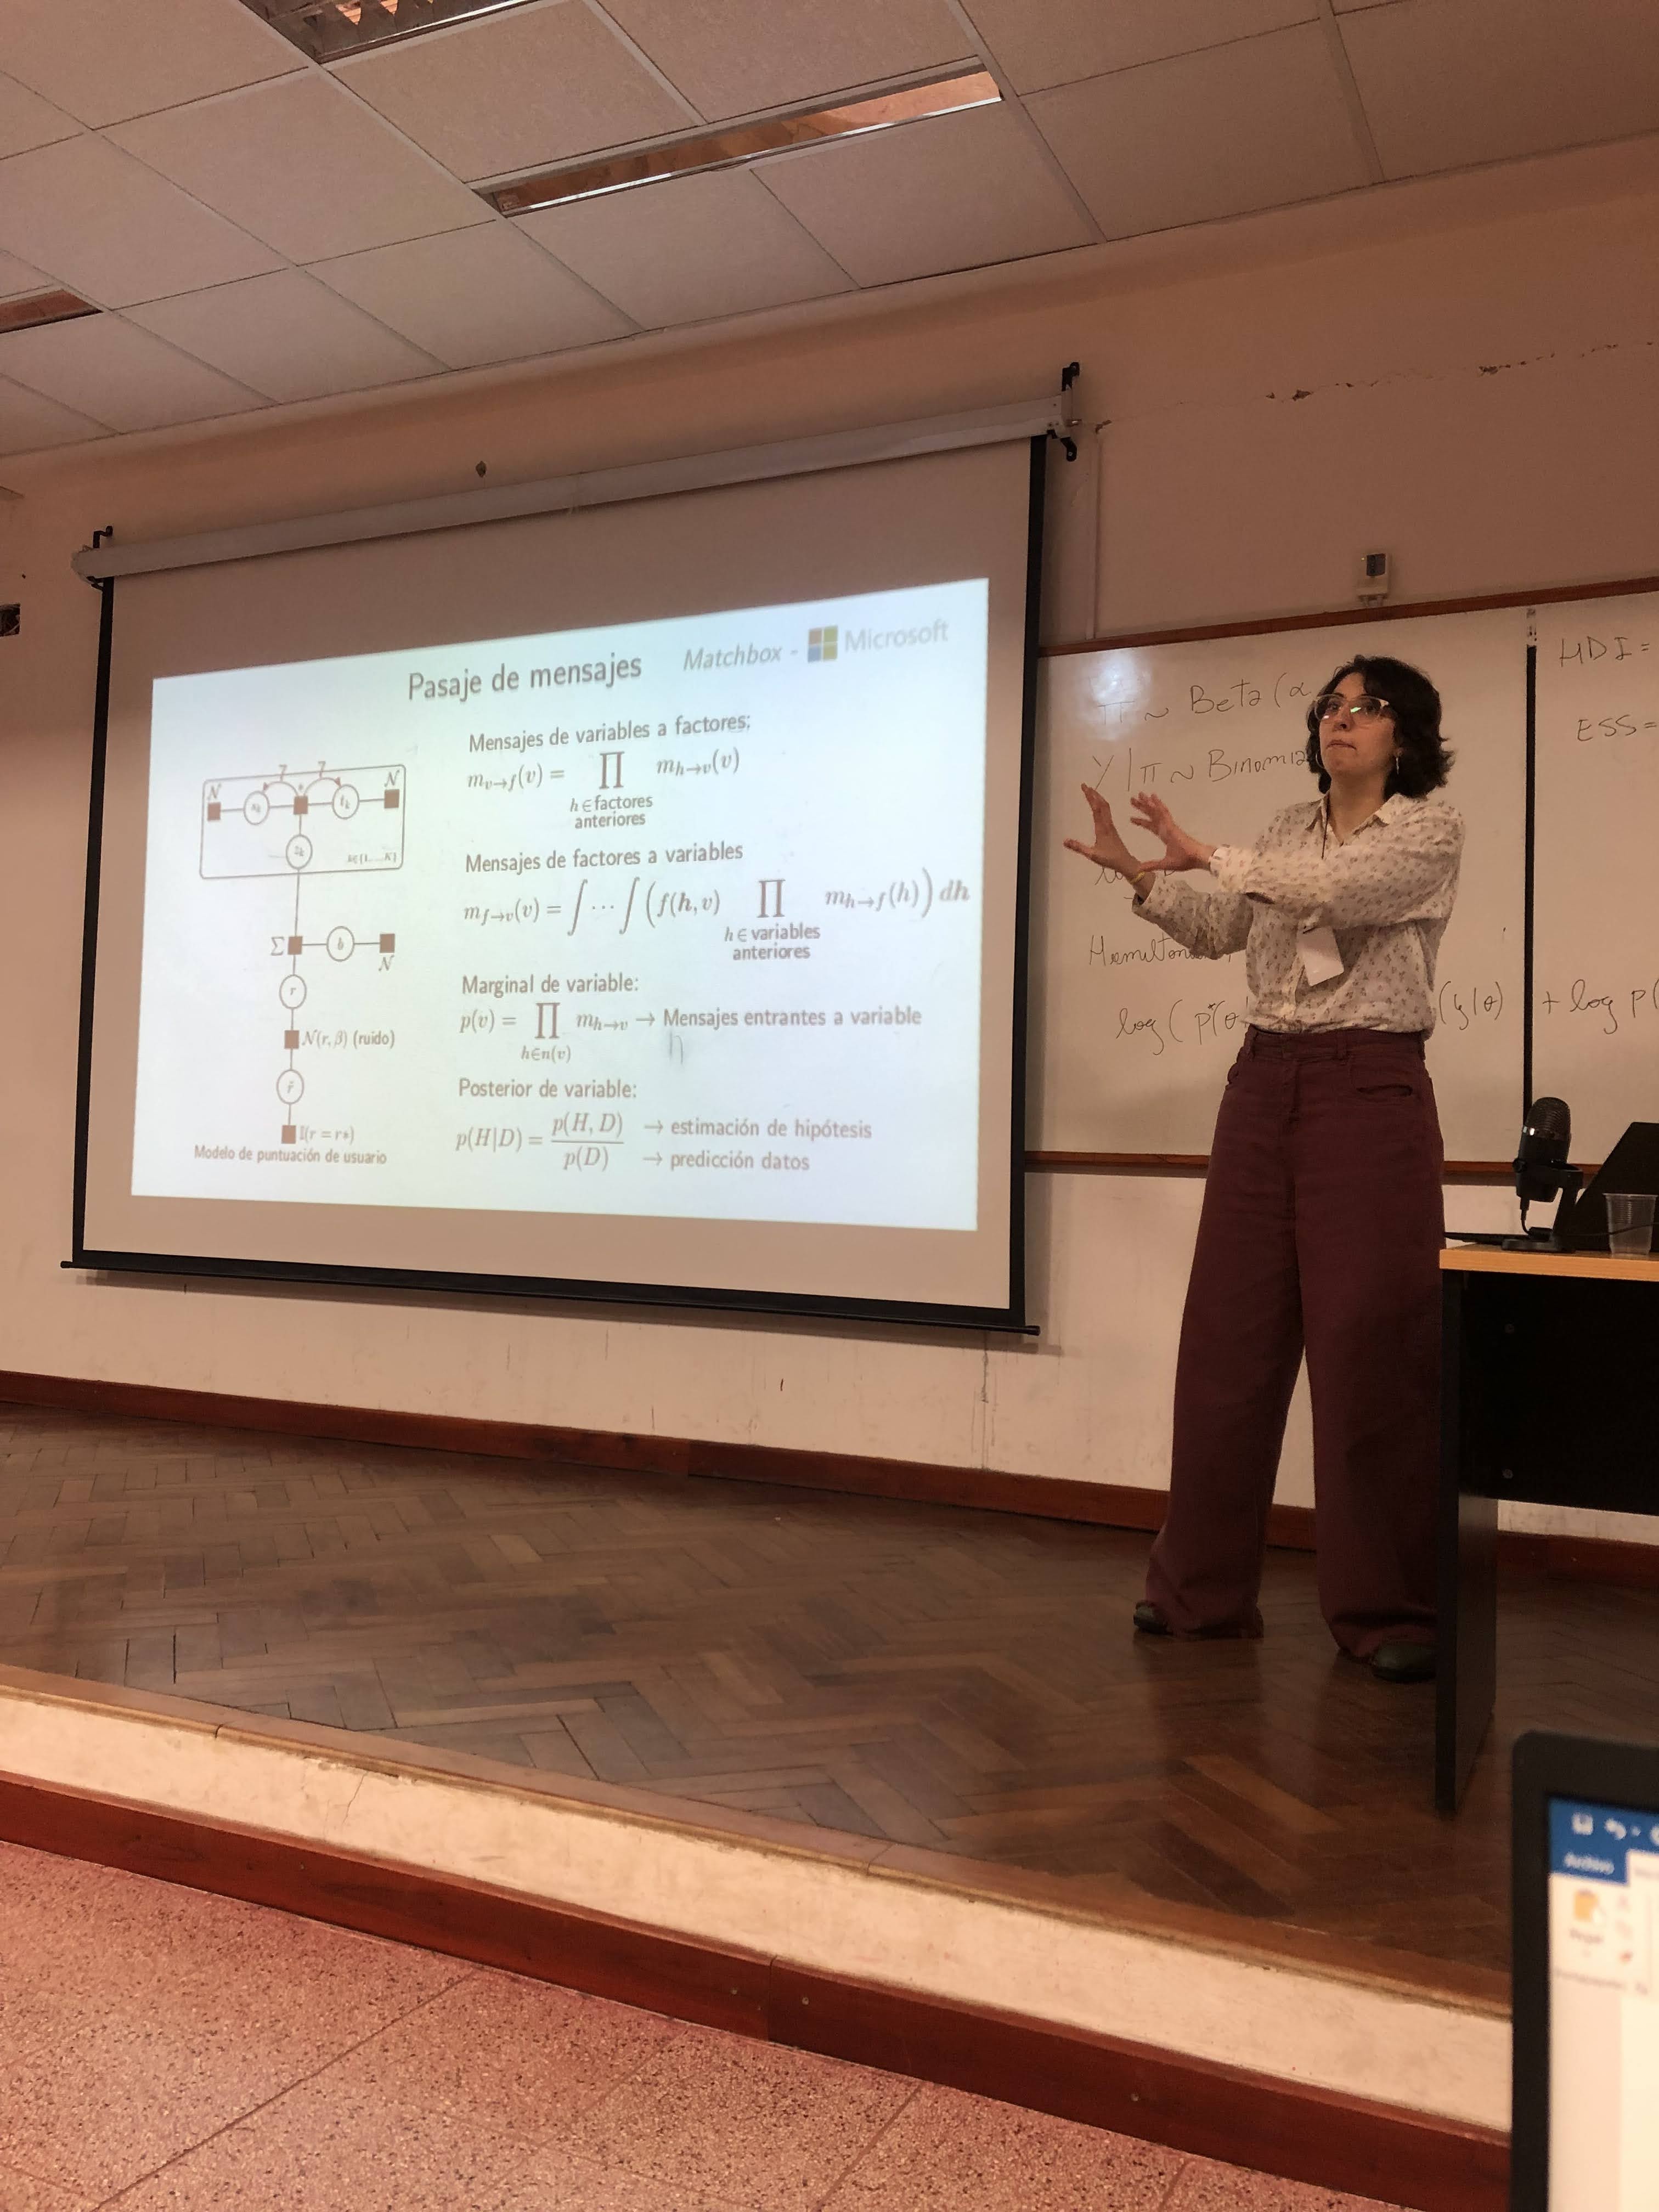 Pasaje de mensajes
Matchbox - Microsoft
Mensajes de variables a factores:
m_{v→f}(v) = ∏ m_{h→v}(v)
h ∈ factores
anteriores
Mensajes de factores a variables
m_{f→v}(v) = ∫ ··· ∫ (f(h, v) ∏ m_{h→f}(h)) dh
h ∈ variables
anteriores
Marginal de variable:
p(v) = ∏ m_{h→v} → Mensajes entrantes a variable
h∈n(v)
Posterior de variable:
p(H|D) = p(H, D) / p(D)
→ estimación de hipótesis
→ predicción datos
N
N
Σ
b
N
r
N(r, β) (ruido)
r̃
𝕀(r = r*)
Modelo de puntuación de usuario
π ~ Beta(α
Y|π ~ Binomia
log(p(θ
(y|θ) + log p(
HDI =
ESS =
Archivo